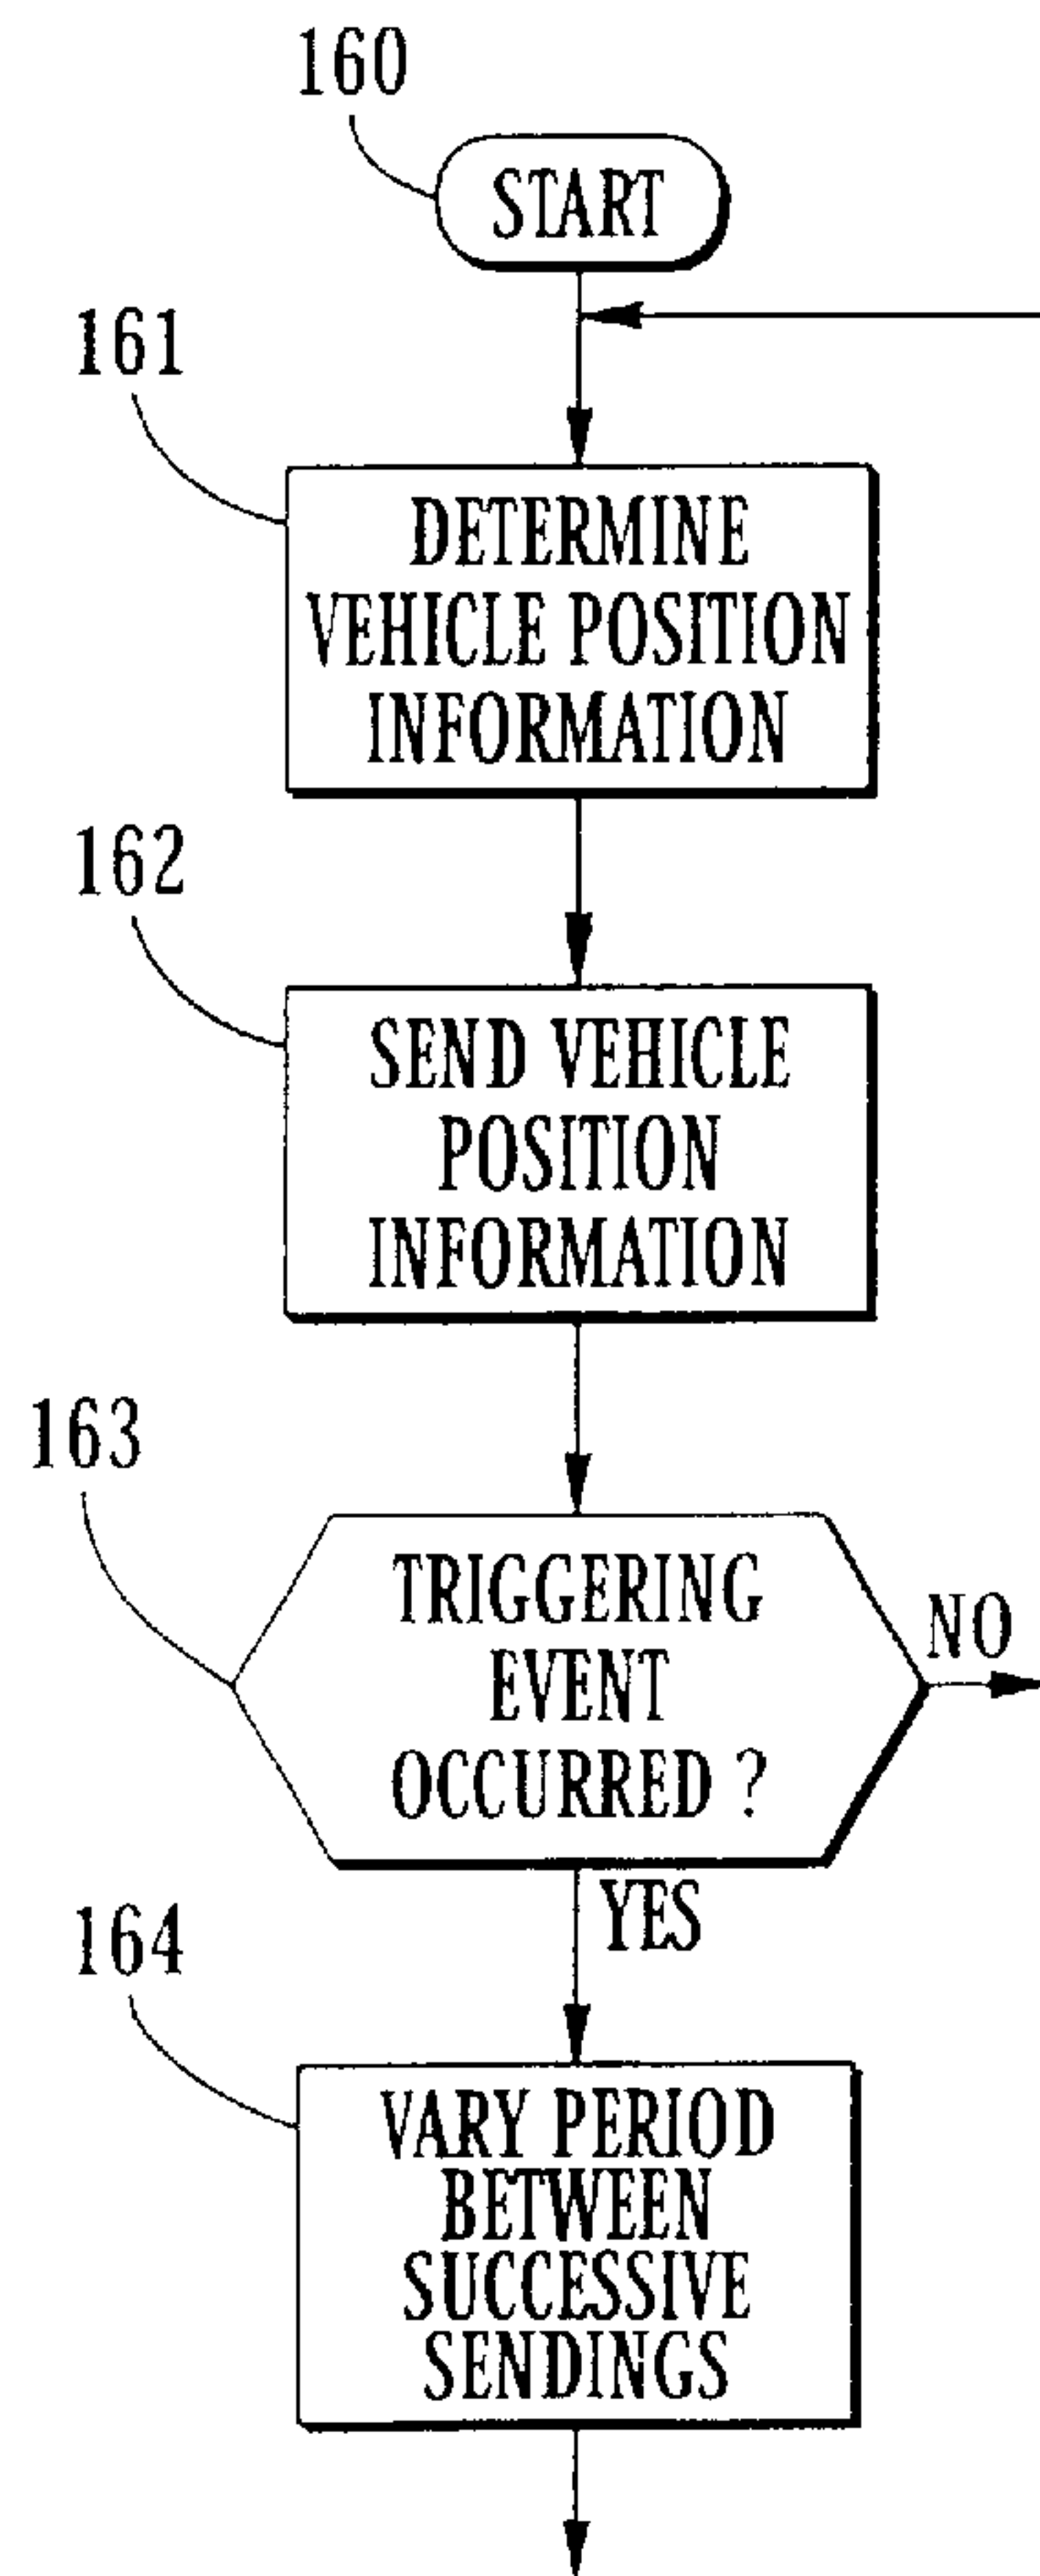 160
START
161
DETERMINE
VEHICLE POSITION
INFORMATION
162
SEND VEHICLE
POSITION
INFORMATION
163
TRIGGERING
EVENT
OCCURRED ?
NO
YES
164
VARY PERIOD
BETWEEN
SUCCESSIVE
SENDINGS